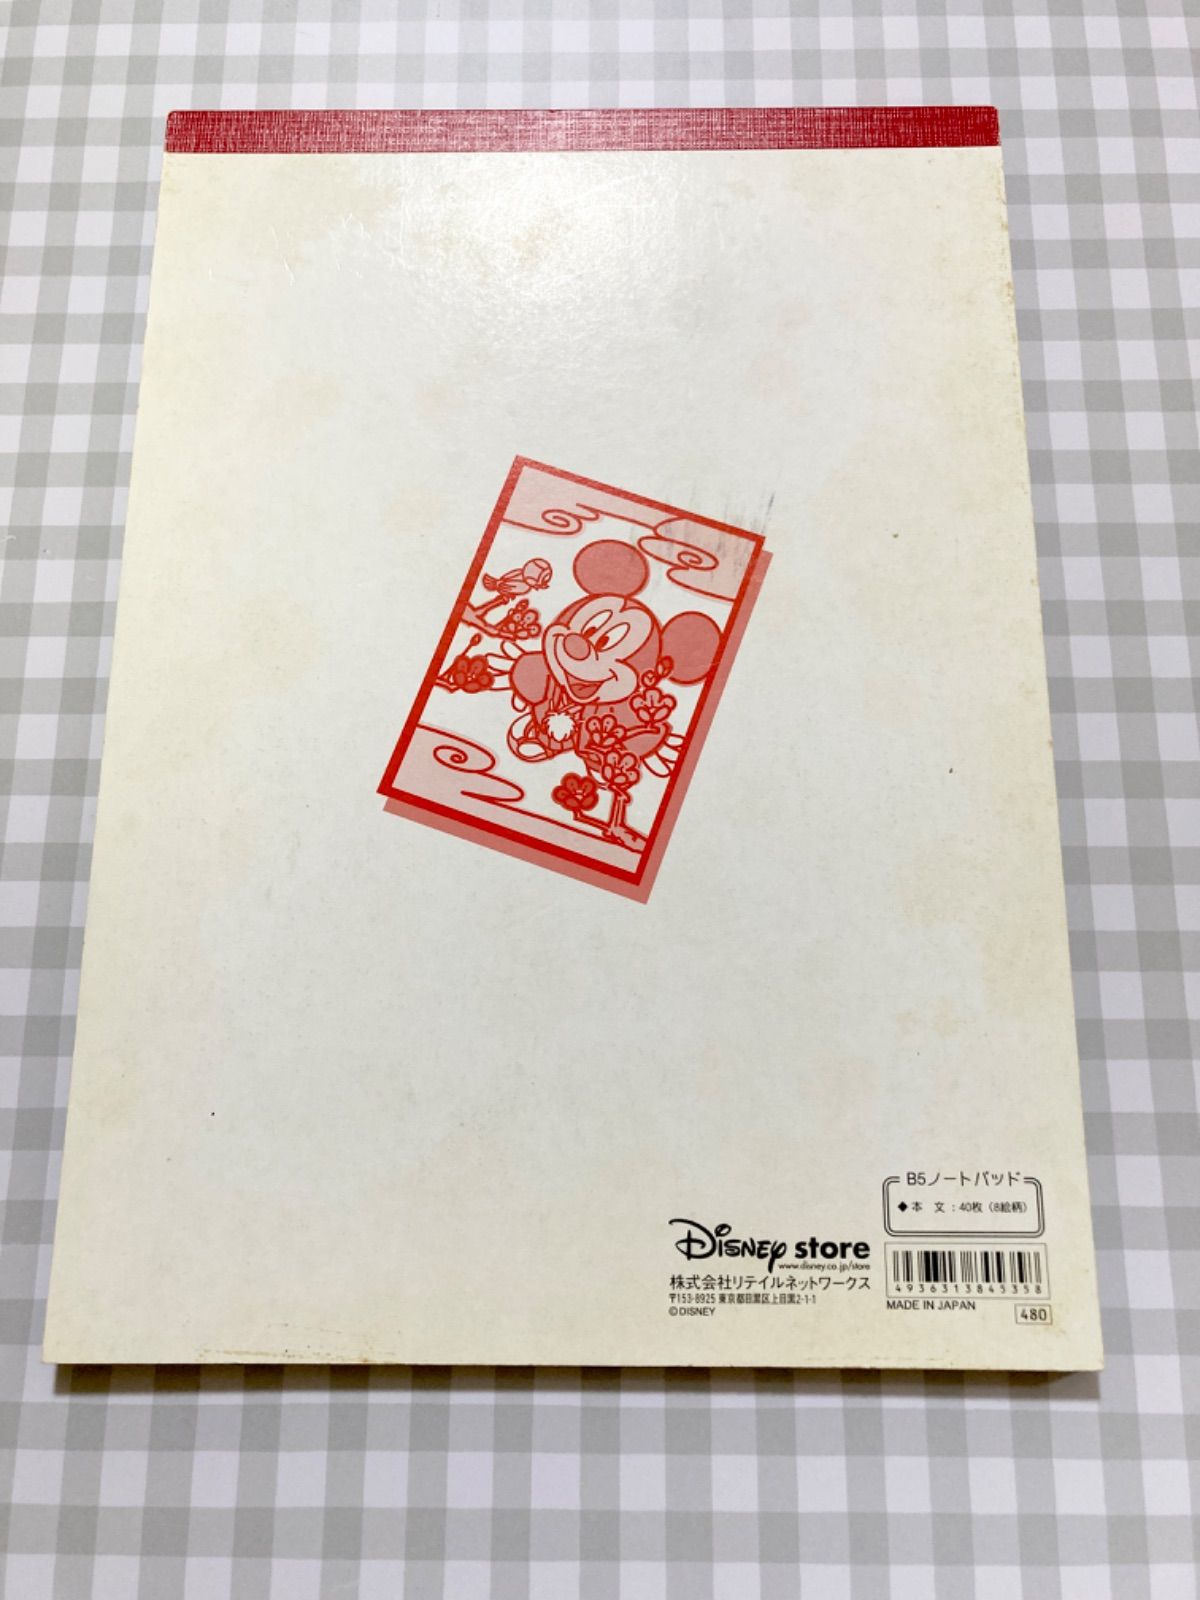 B5ノートパッド
◆本　文：40枚（8絵柄）
Disney store
www.disney.co.jp/store
株式会社リテイルネットワークス
〒153-8925 東京都目黒区上目黒2-1-1
©DISNEY
4936313845358
MADE IN JAPAN
480